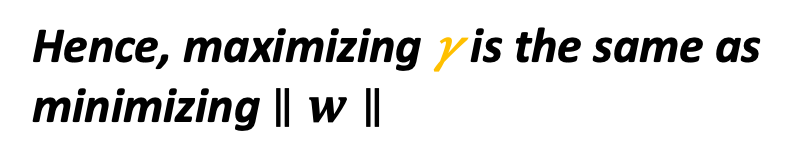 Hence, maximizing γ is the same as
minimizing ‖ w ‖